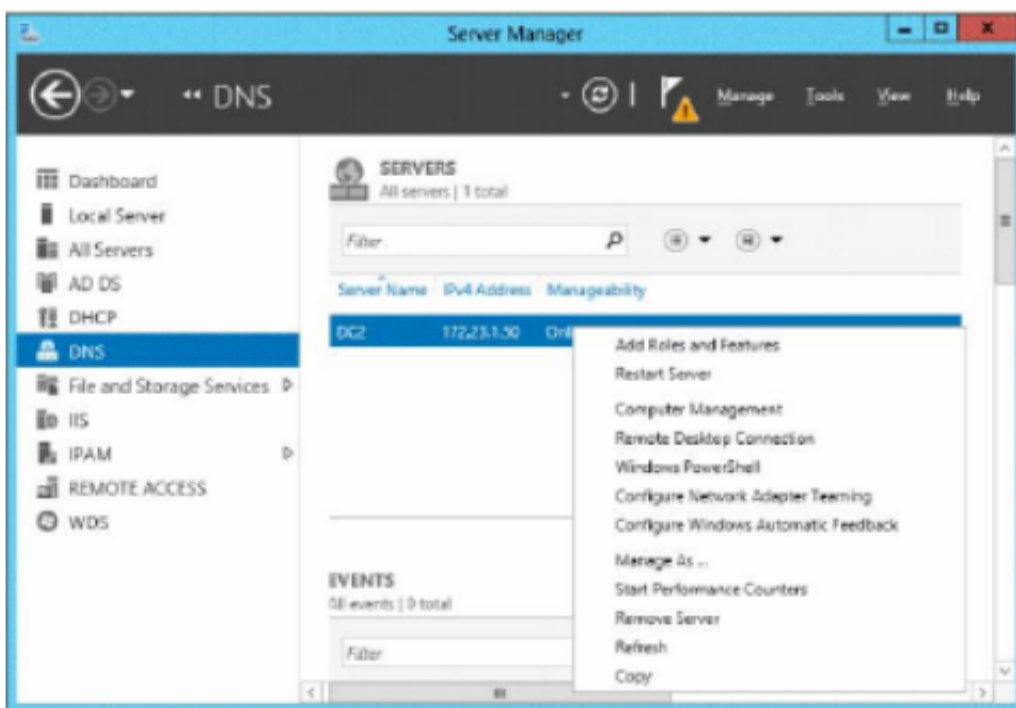 Server Manager
DNS
Manage Tools View Help
Dashboard
Local Server
All Servers
AD DS
DHCP
DNS
File and Storage Services
IIS
IPAM
REMOTE ACCESS
WDS
SERVERS
All servers | 1 total
Filter
Server Name IPv4 Address Manageability
DC2 172.23.1.50 Onl
Add Roles and Features
Restart Server
Computer Management
Remote Desktop Connection
Windows PowerShell
Configure Network Adapter Teaming
Configure Windows Automatic Feedback
Manage As ...
Start Performance Counters
Remove Server
Refresh
Copy
EVENTS
All events | 0 total
Filter